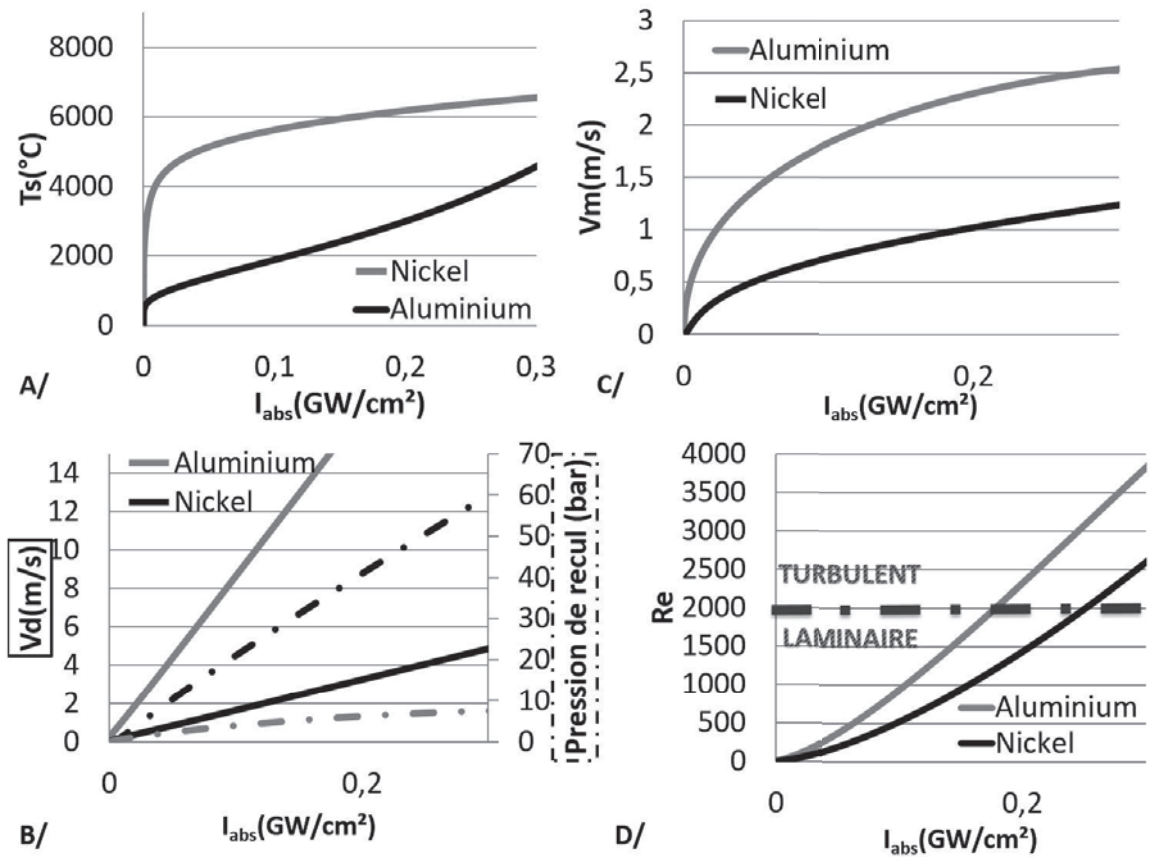 8000
6000
4000
2000
0
Ts(°C)
Nickel
Aluminium
0
0,1
0,2
0,3
A/
I_abs(GW/cm²)
3
2,5
2
1,5
1
0,5
0
Vm(m/s)
Aluminium
Nickel
0
0,2
C/
I_abs(GW/cm²)
14
12
10
8
6
4
2
0
Vd(m/s)
Aluminium
Nickel
70
60
50
40
30
20
10
0
Pression de recul (bar)
0
0,2
B/
I_abs(GW/cm²)
4000
3500
3000
2500
2000
1500
1000
500
0
Re
TURBULENT
LAMINAIRE
Aluminium
Nickel
0
0,2
D/
I_abs(GW/cm²)